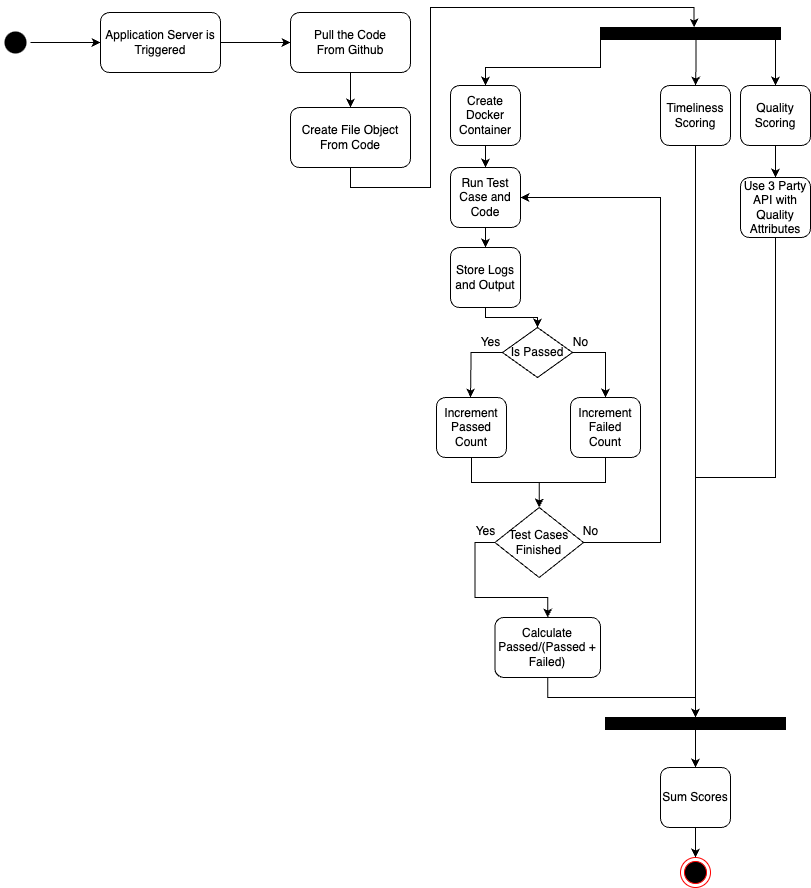 Application Server is
Triggered
Pull the Code
From Github
Create File Object
From Code
Create
Docker
Container
Timeliness
Scoring
Quality
Scoring
Run Test
Case and
Code
Use 3 Party
API with
Quality
Attributes
Store Logs
and Output
Yes
Is Passed
No
Increment
Passed
Count
Increment
Failed
Count
Yes
Test Cases
Finished
No
Calculate
Passed/(Passed +
Failed)
Sum Scores